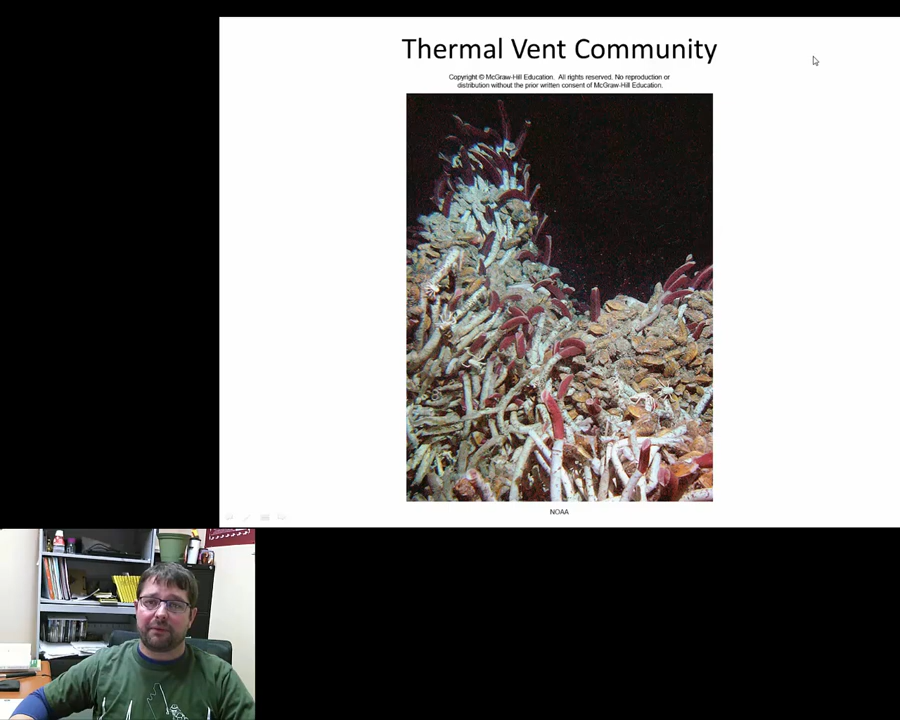 Thermal Vent Community
Copyright © McGraw-Hill Education. All rights reserved. No reproduction or
distribution without the prior written consent of McGraw-Hill Education.
NOAA